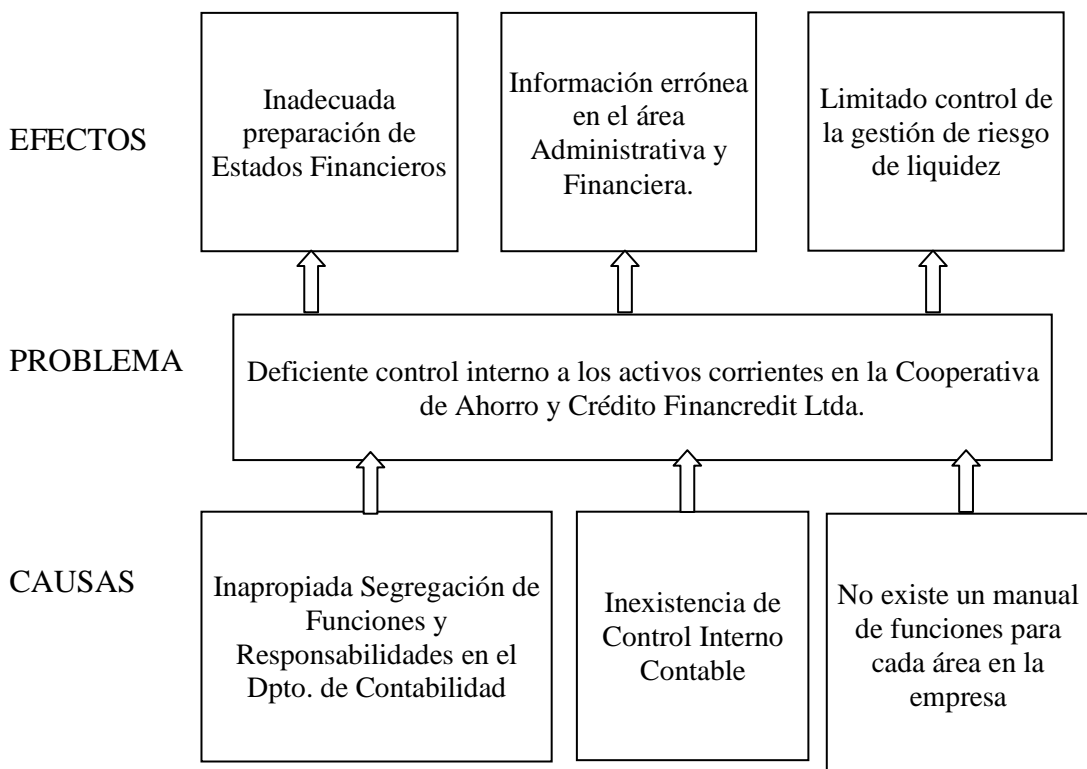 EFECTOS
Inadecuada
preparación de
Estados Financieros
Información errónea
en el área
Administrativa y
Financiera.
Limitado control de
la gestión de riesgo
de liquidez
PROBLEMA
Deficiente control interno a los activos corrientes en la Cooperativa
de Ahorro y Crédito Financredit Ltda.
CAUSAS
Inapropiada Segregación de
Funciones y
Responsabilidades en el
Dpto. de Contabilidad
Inexistencia de
Control Interno
Contable
No existe un manual
de funciones para
cada área en la
empresa